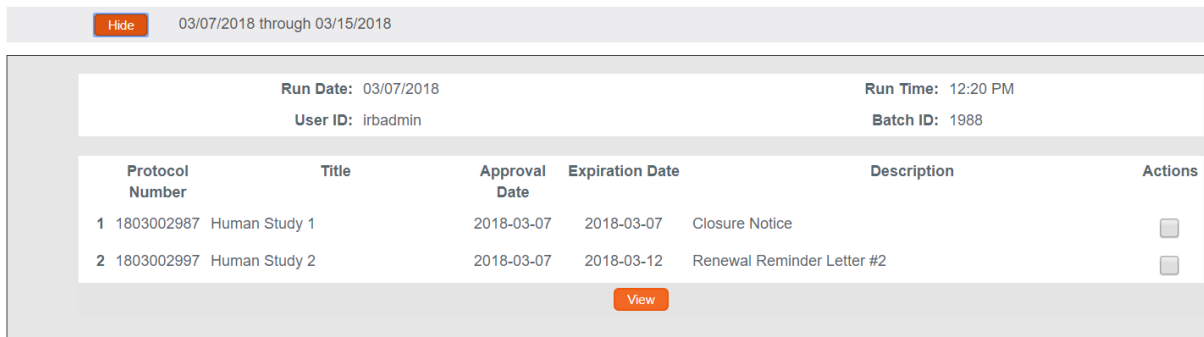 Hide 03/07/2018 through 03/15/2018
Run Date: 03/07/2018 Run Time: 12:20 PM
User ID: irbadmin Batch ID: 1988
Protocol Number Title Approval Date Expiration Date Description Actions
1 1803002987 Human Study 1 2018-03-07 2018-03-07 Closure Notice
2 1803002997 Human Study 2 2018-03-07 2018-03-12 Renewal Reminder Letter #2
View